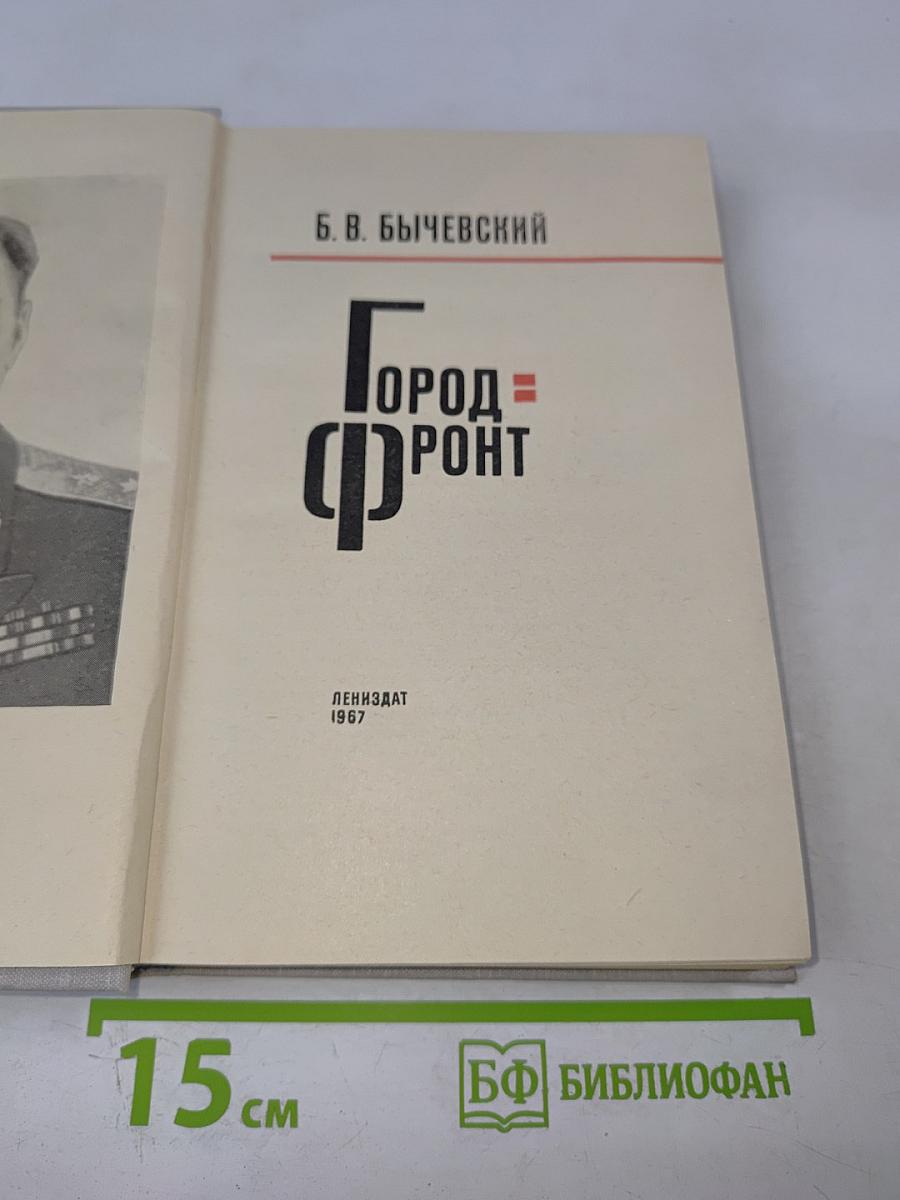 Б. В. БЫЧЕВСКИЙ
ГОРОД =
ФРОНТ
ЛЕНИЗДАТ
1967
15 см
БФ БИБЛИОФАН